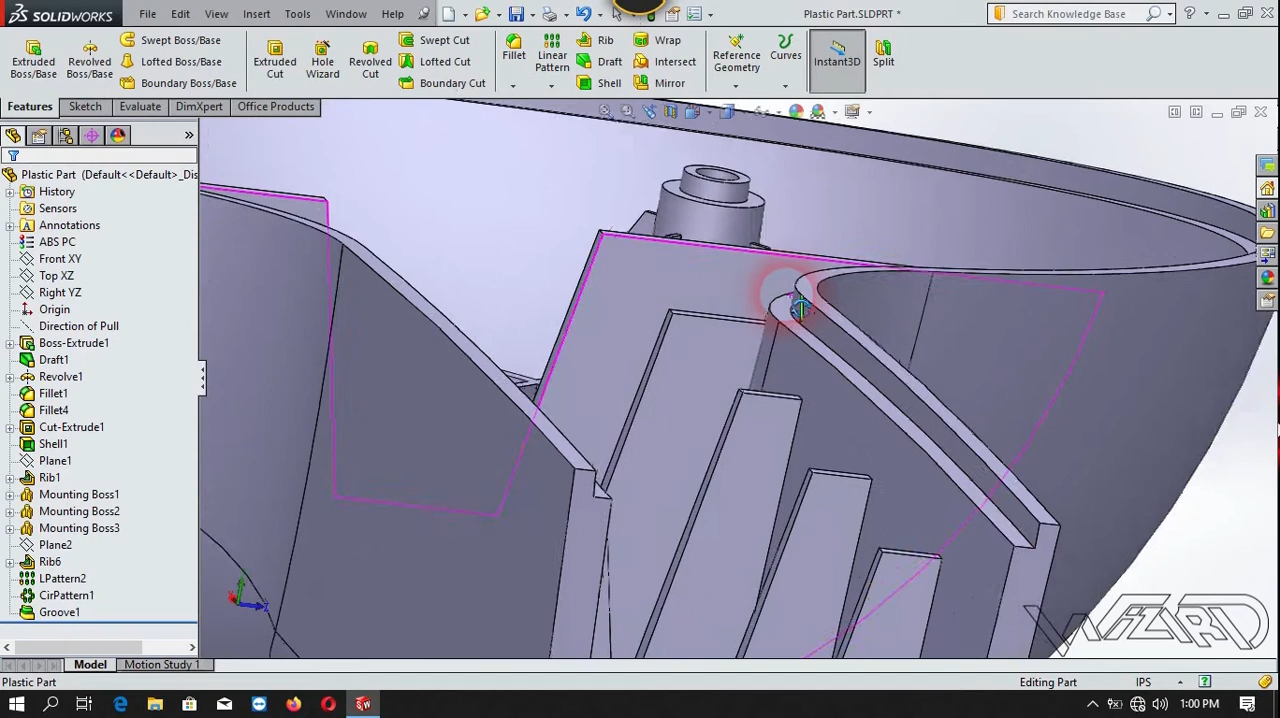 SOLIDWORKS
File Edit View Insert Tools Window Help
Plastic Part.SLDPRT *
Search Knowledge Base
Extruded Boss/Base
Revolved Boss/Base
Swept Boss/Base
Lofted Boss/Base
Boundary Boss/Base
Extruded Cut
Hole Wizard
Revolved Cut
Swept Cut
Lofted Cut
Boundary Cut
Fillet
Linear Pattern
Rib
Draft
Shell
Wrap
Intersect
Mirror
Reference Geometry
Curves
Instant3D
Split
Features Sketch Evaluate DimXpert Office Products
Plastic Part (Default<<Default>_Dis
History
Sensors
Annotations
ABS PC
Front XY
Top XZ
Right YZ
Origin
Direction of Pull
Boss-Extrude1
Draft1
Revolve1
Fillet1
Fillet4
Cut-Extrude1
Shell1
Plane1
Rib1
Mounting Boss1
Mounting Boss2
Mounting Boss3
Plane2
Rib6
LPattern2
CirPattern1
Groove1
Z
WIZARD
Model Motion Study 1
Plastic Part Editing Part IPS
1:00 PM